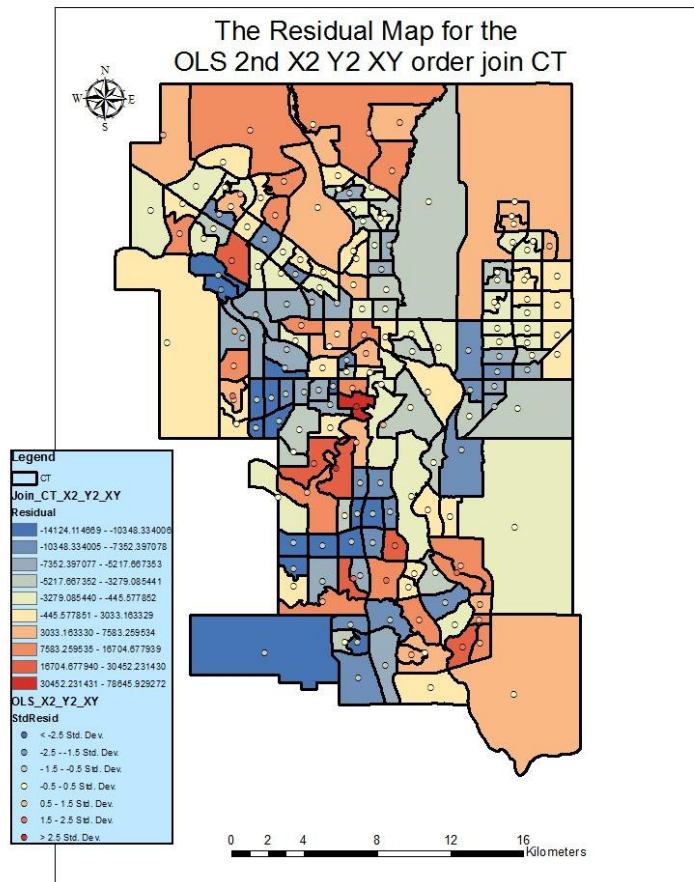 The Residual Map for the
OLS 2nd X2 Y2 XY order join CT
N
W E
S
Legend
CT
Join_CT_X2_Y2_XY
Residual
-14124.114669 - -10348.334006
-10348.334005 - -7352.397078
-7352.397077 - -5217.667353
-5217.667352 - -3279.085441
-3279.085440 - -445.577852
-445.577851 - 3033.163329
3033.163330 - 7583.259534
7583.259535 - 16704.677939
16704.677940 - 30452.231430
30452.231431 - 78645.929272
OLS_X2_Y2_XY
StdResid
< -2.5 Std. Dev.
-2.5 - -1.5 Std. Dev.
-1.5 - -0.5 Std. Dev.
-0.5 - 0.5 Std. Dev.
0.5 - 1.5 Std. Dev.
1.5 - 2.5 Std. Dev.
> 2.5 Std. Dev.
0 2 4 8 12 16
Kilometers